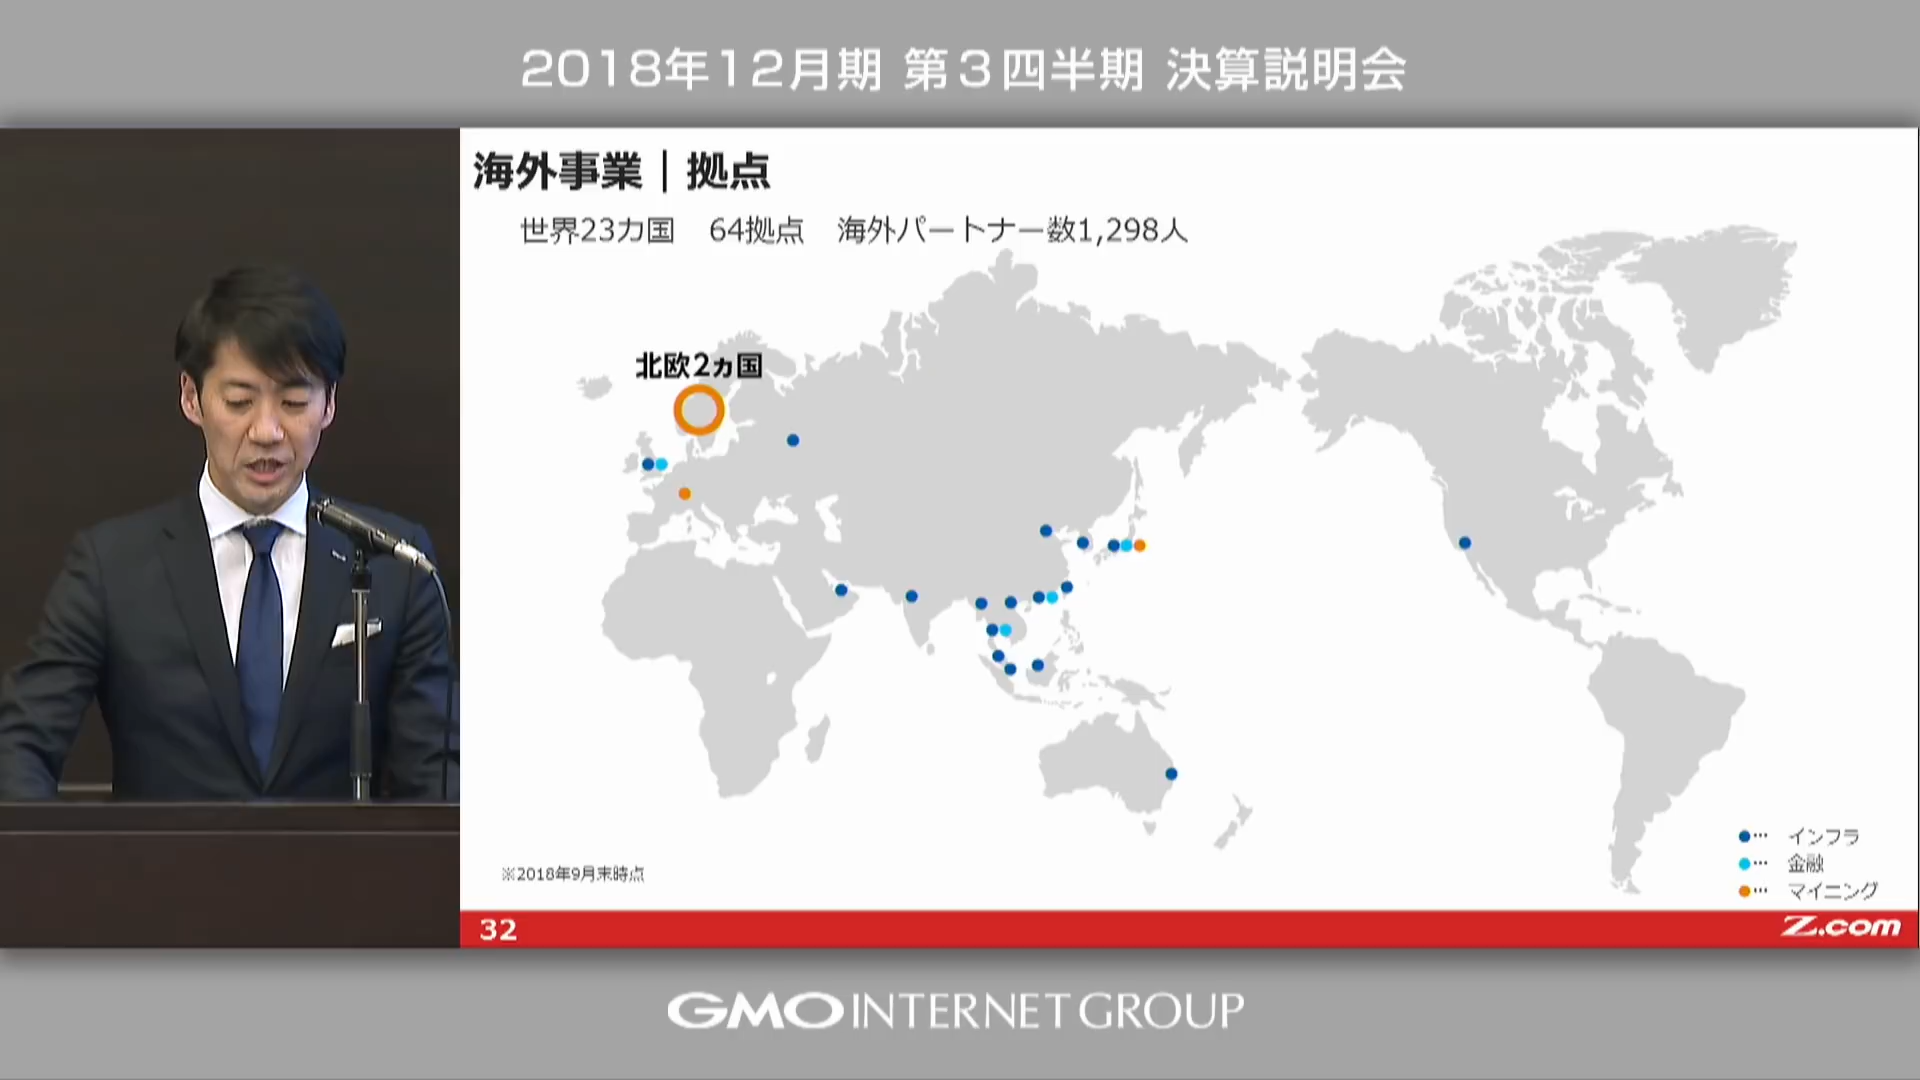 2018年12月期 第３四半期 決算説明会
海外事業｜拠点
世界23カ国　64拠点　海外パートナー数1,298人
北欧2ヵ国
●… インフラ
●… 金融
●… マイニング
※2018年9月末時点
32
Z.com
GMO INTERNET GROUP